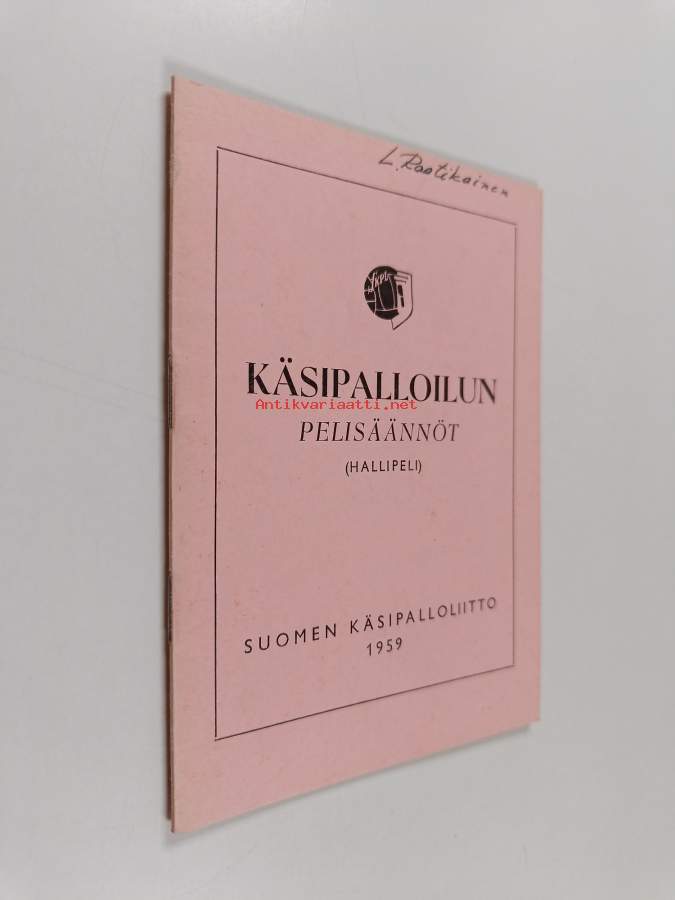 L. Raatikainen
KÄSIPALLOILUN
Antikvariaatti.net
PELISÄÄNNÖT
(HALLIPELI)
SUOMEN KÄSIPALLOLIITTO
1959